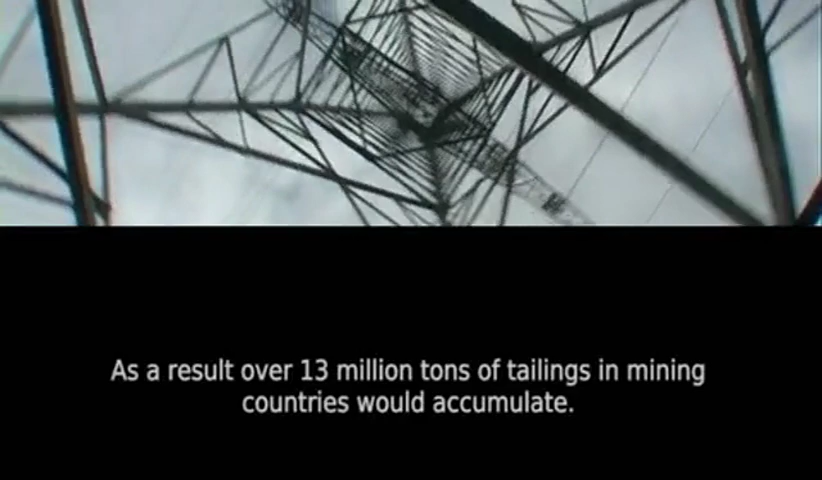 As a result over 13 million tons of tailings in mining
countries would accumulate.